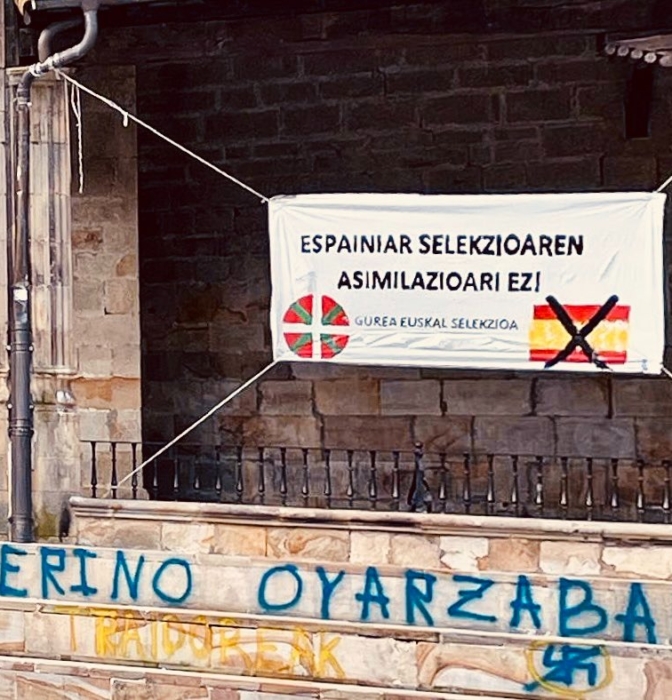 ESPAINIAR SELEKZIOAREN
ASIMILAZIOARI EZ!
GUREA EUSKAL SELEKZIOA
ERINO OYARZABA
TRAIDOREAK